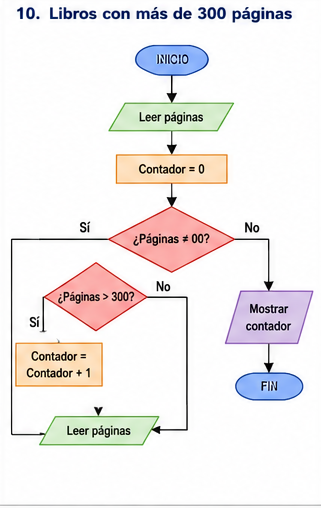 10. Libros con más de 300 páginas
INICIO
Leer páginas
Contador = 0
¿Páginas ≠ 00?
Sí
No
¿Páginas > 300?
No
Sí
Mostrar
contador
Contador =
Contador + 1
FIN
Leer páginas